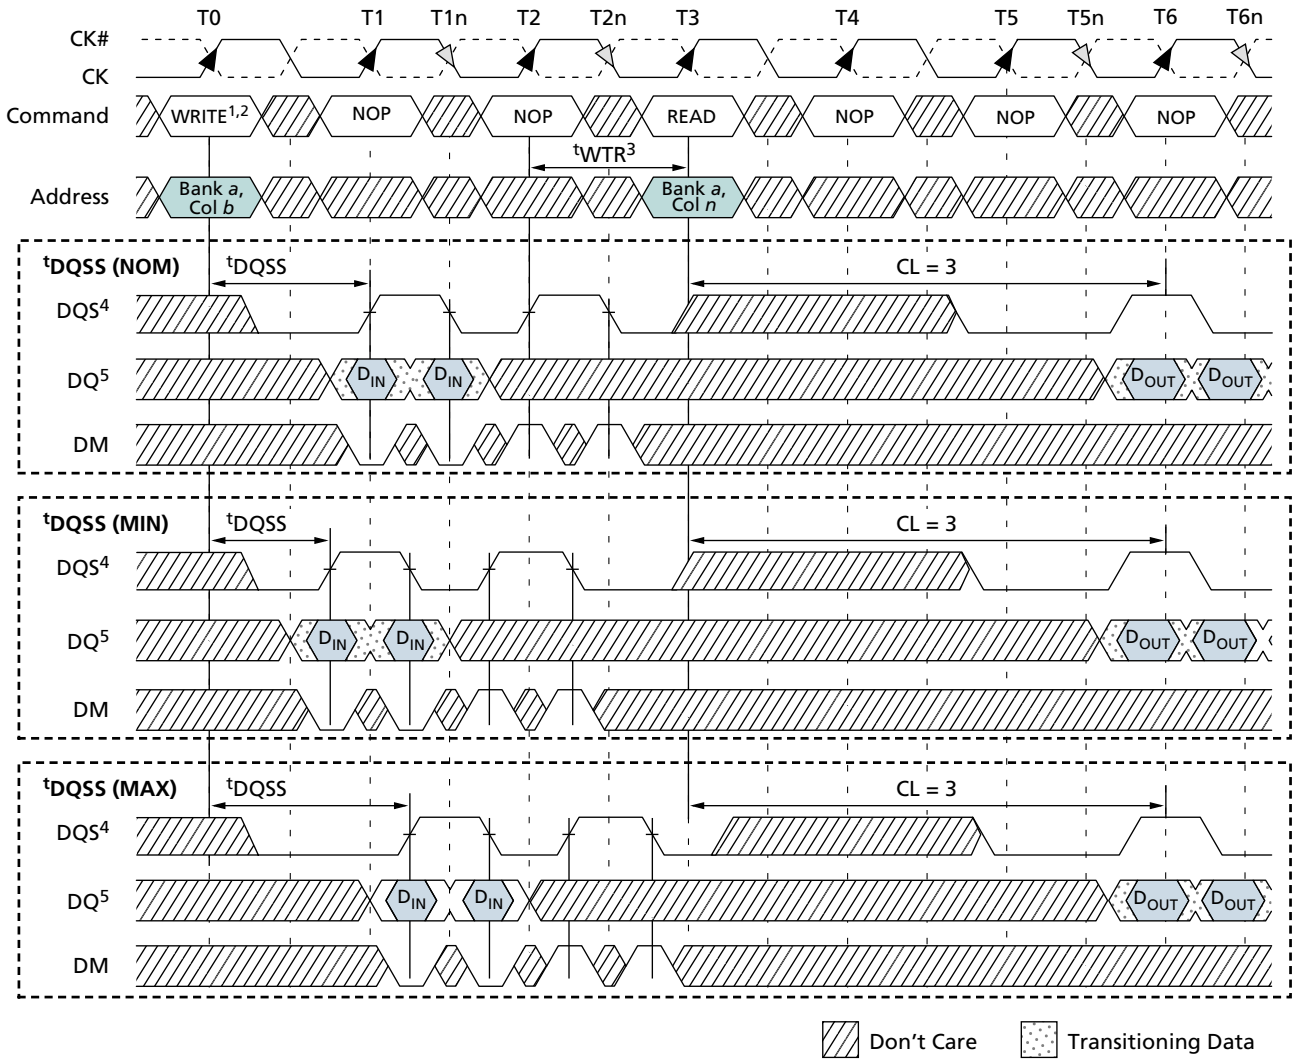 T0 T1 T1n T2 T2n T3 T4 T5 T5n T6 T6n
CK#
CK
Command WRITE1,2 NOP NOP READ NOP NOP NOP
tWTR3
Address Bank a, Col b Bank a, Col n
tDQSS (NOM) tDQSS CL = 3
DQS4
DQ5 DIN DIN DOUT DOUT
DM
tDQSS (MIN) tDQSS CL = 3
DQS4
DQ5 DIN DIN DOUT DOUT
DM
tDQSS (MAX) tDQSS CL = 3
DQS4
DQ5 DIN DIN DOUT DOUT
DM
Don't Care Transitioning Data